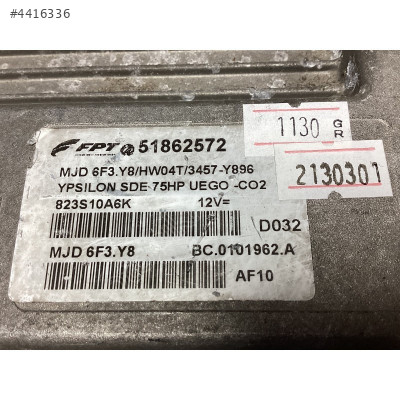 #4416336
FPT 51862572
MJD 6F3.Y8/HW04T/3457-Y896
YPSILON SDE 75HP UEGO -CO2
823S10A6K 12V=
D032
MJD 6F3.Y8 BC.0101962.A
AF10
1130 GR
2130301